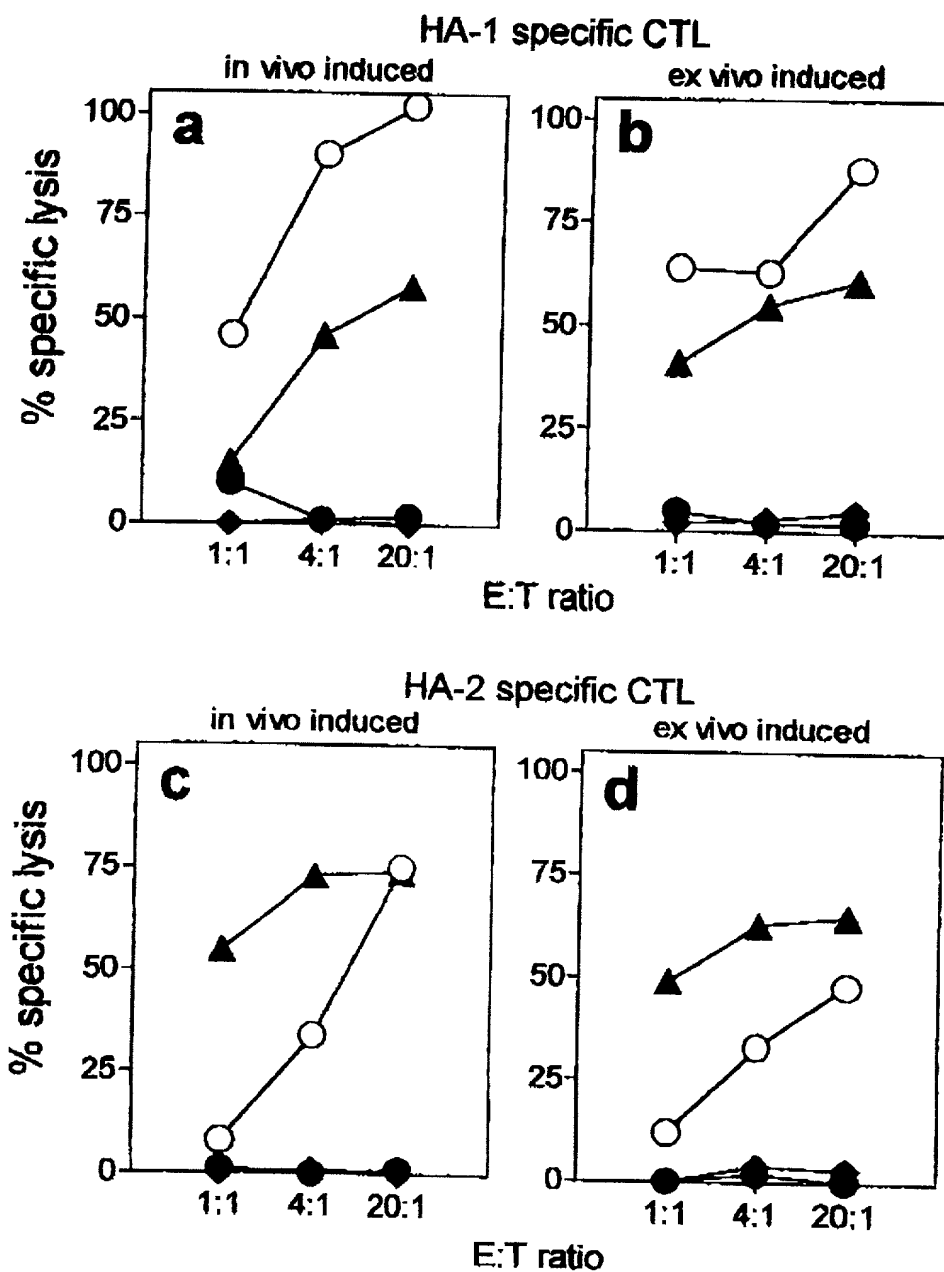 HA-1 specific CTL
in vivo induced
ex vivo induced
a
b
% specific lysis
100
75
50
25
0
100
75
50
25
0
1:1 4:1 20:1
1:1 4:1 20:1
E:T ratio
HA-2 specific CTL
in vivo induced
ex vivo induced
c
d
% specific lysis
100
75
50
25
0
100
75
50
25
0
1:1 4:1 20:1
1:1 4:1 20:1
E:T ratio